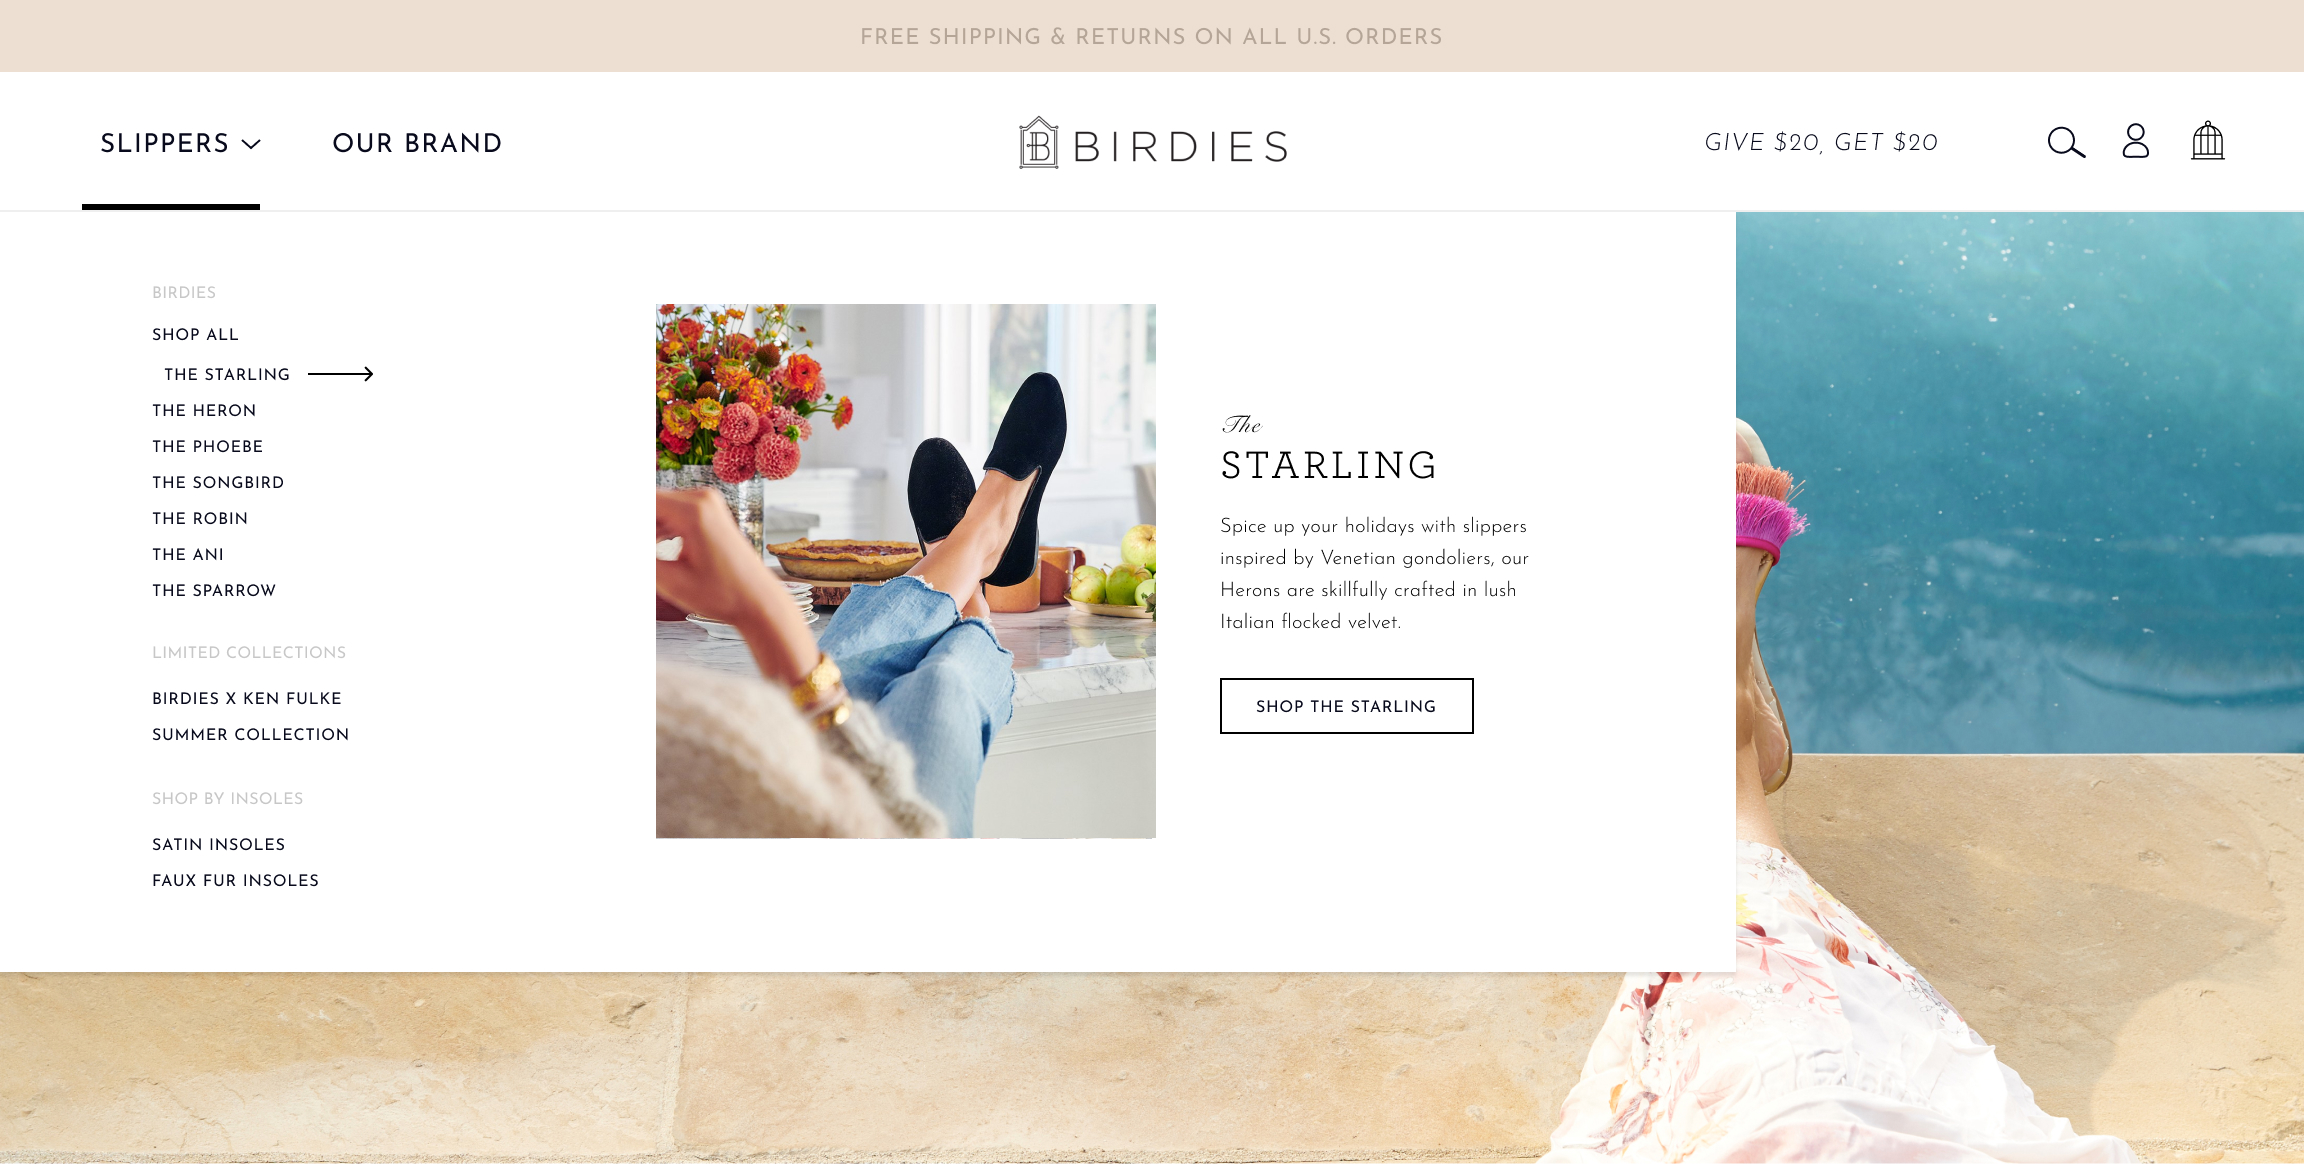 FREE SHIPPING & RETURNS ON ALL U.S. ORDERS
SLIPPERS
OUR BRAND
B BIRDIES
GIVE $20, GET $20
BIRDIES
SHOP ALL
THE STARLING
THE HERON
THE PHOEBE
THE SONGBIRD
THE ROBIN
THE ANI
THE SPARROW
LIMITED COLLECTIONS
BIRDIES X KEN FULKE
SUMMER COLLECTION
SHOP BY INSOLES
SATIN INSOLES
FAUX FUR INSOLES
The
STARLING
Spice up your holidays with slippers
inspired by Venetian gondoliers, our
Herons are skillfully crafted in lush
Italian flocked velvet.
SHOP THE STARLING